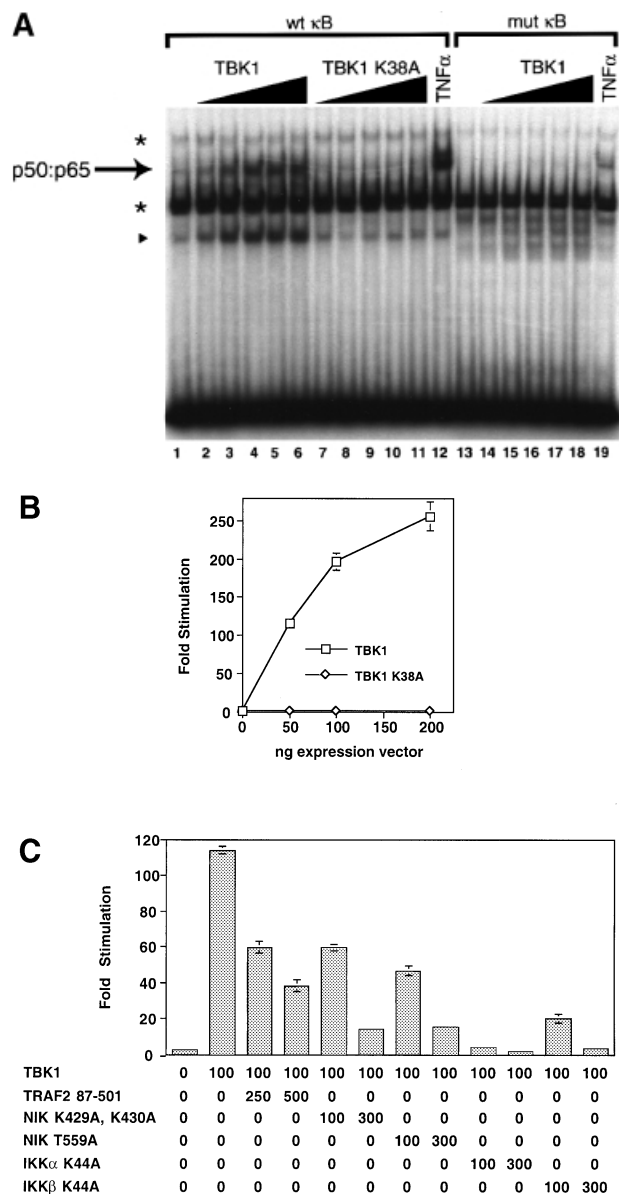 A
wt κB
mut κB
TBK1
TBK1 K38A
TNFα
TBK1
TNFα
*
p50:p65
*
1 2 3 4 5 6 7 8 9 10 11 12 13 14 15 16 17 18 19
B
Fold Stimulation
250
200
150
100
50
0
TBK1
TBK1 K38A
0 50 100 150 200
ng expression vector
C
Fold Stimulation
120
100
80
60
40
20
0
TBK1 0 100 100 100 100 100 100 100 100 100 100 100
TRAF2 87-501 0 0 250 500 0 0 0 0 0 0 0 0
NIK K429A, K430A 0 0 0 0 100 300 0 0 0 0 0 0
NIK T559A 0 0 0 0 0 0 100 300 0 0 0 0
IKKα K44A 0 0 0 0 0 0 0 0 100 300 0 0
IKKβ K44A 0 0 0 0 0 0 0 0 0 0 100 300